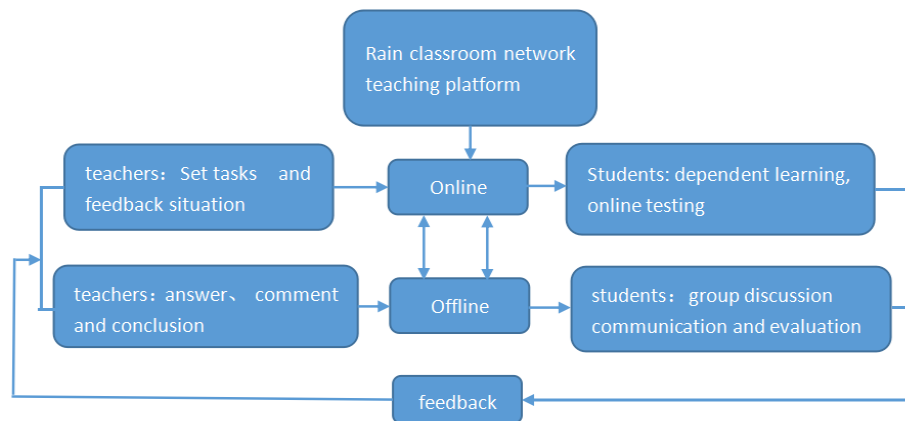 Rain classroom network
teaching platform
teachers：Set tasks and
feedback situation
Online
Students: dependent learning,
online testing
teachers：answer、 comment
and conclusion
Offline
students：group discussion
communication and evaluation
feedback